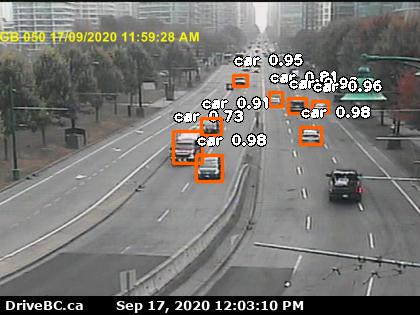 GB 050 17/09/2020 11:59:28 AM
car 0.95
car 0.81
car 0.96
car 0.91
car 0.98
car 0.73
car 0.98
DriveBC.ca Sep 17, 2020 12:03:10 PM